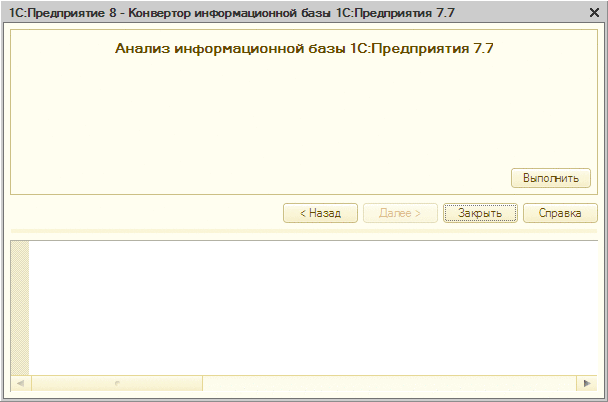 1С:Предприятие 8 - Конвертор информационной базы 1С:Предприятия 7.7
Анализ информационной базы 1С:Предприятия 7.7
Выполнить
< Назад Далее > Закрыть Справка